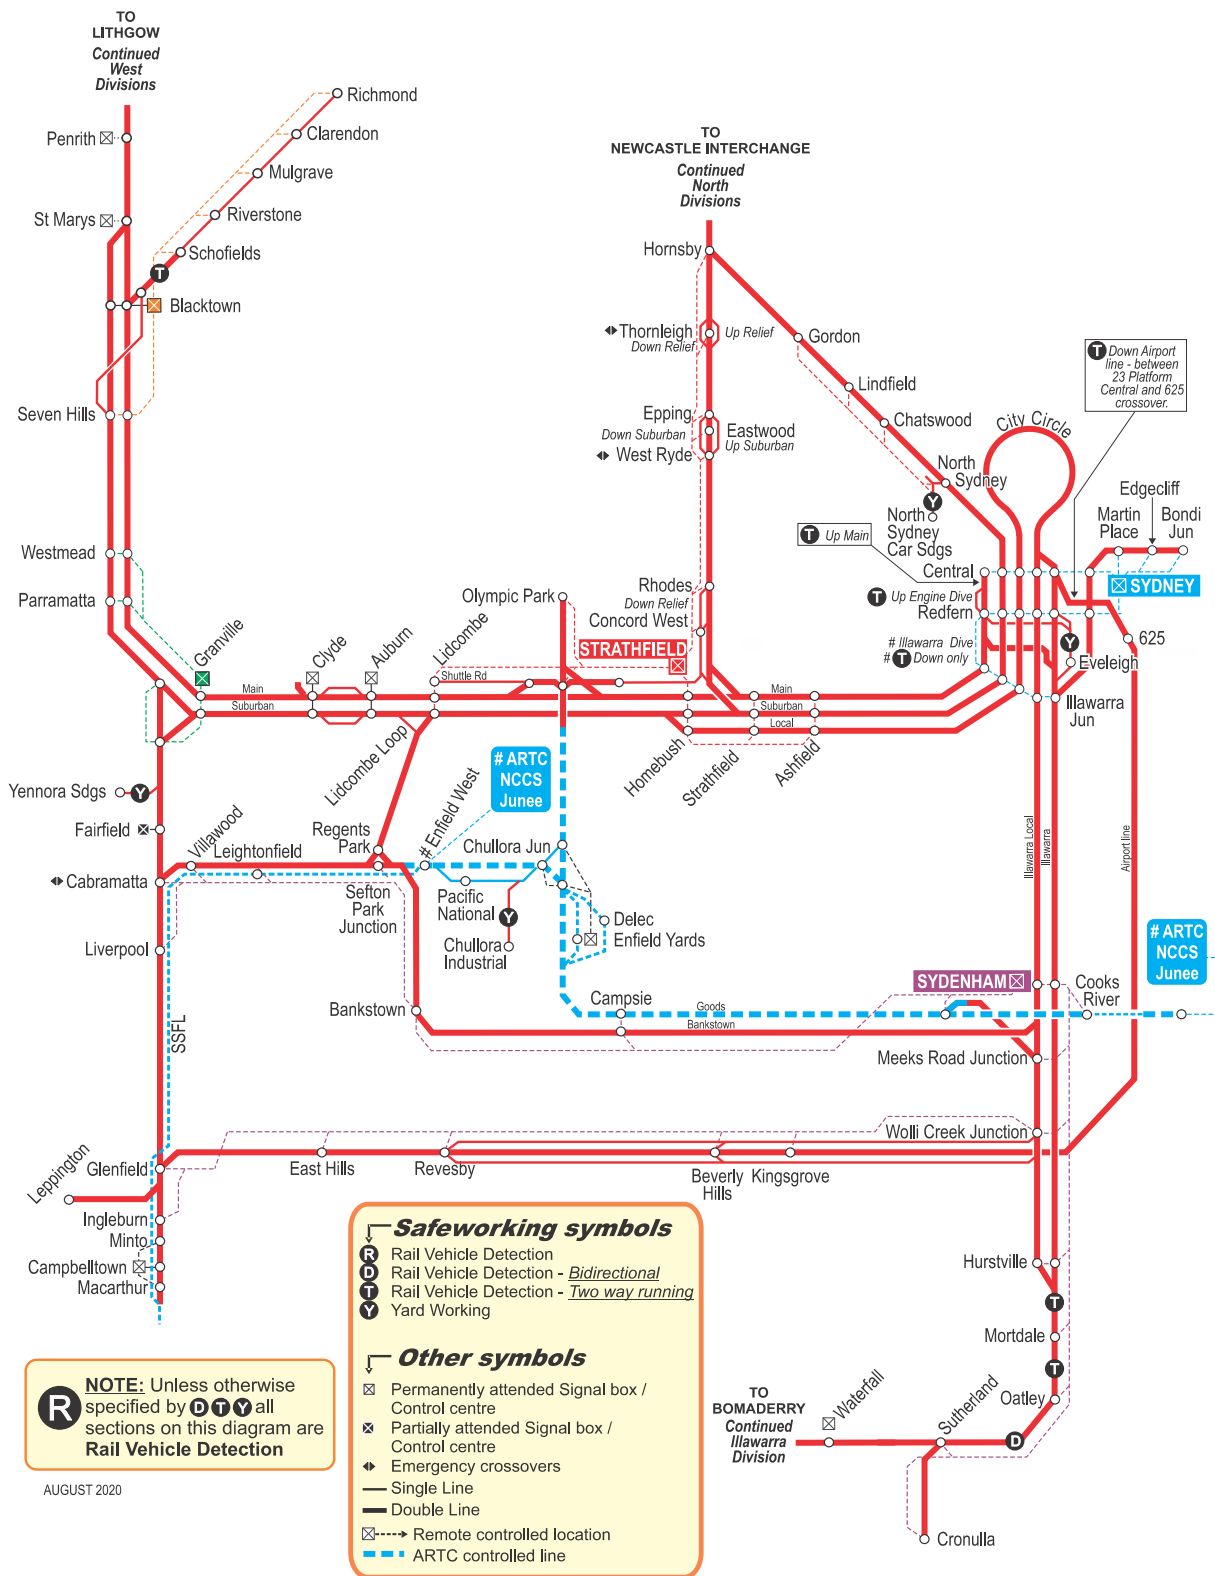 TO
LITHGOW
Continued
West
Divisions
Richmond
Penrith
Clarendon
TO
NEWCASTLE INTERCHANGE
Continued
North
Divisions
Mulgrave
St Marys
Riverstone
Schofields
Hornsby
T
Blacktown
Thornleigh
Down Relief
Up Relief
Gordon
T Down Airport
line - between
23 Platform
Central and 625
crossover.
Lindfield
Seven Hills
Epping
Down Suburban
Eastwood
Up Suburban
West Ryde
Chatswood
City Circle
North
Sydney
Y
Edgecliff
North
Sydney
Car Sdgs
Martin
Place
Bondi
Jun
T Up Main
Westmead
Central
SYDNEY
Parramatta
Olympic Park
Rhodes
Down Relief
Concord West
T Up Engine Dive
Redfern
Granville
Clyde
Auburn
Lidcombe
STRATHFIELD
# Illawarra Dive
# T Down only
Y
Eveleigh
625
Shuttle Rd
Main
Suburban
Main
Suburban
Local
Illawarra
Jun
Lidcombe Loop
Homebush
Strathfield
Ashfield
# ARTC
NCCS
Junee
Yennora Sdgs
Y
Fairfield
Villawood
Leightonfield
Regents
Park
# Enfield West
Chullora Jun
Illawarra Local
Illawarra
Airport line
Cabramatta
Sefton
Park
Junction
Pacific
National
Y
Chullora
Industrial
Delec
Enfield Yards
Liverpool
# ARTC
NCCS
Junee
SYDENHAM
Cooks
River
Bankstown
Campsie
Goods
Bankstown
SSFL
Meeks Road Junction
Wolli Creek Junction
Leppington
Glenfield
East Hills
Revesby
Beverly
Hills
Kingsgrove
Ingleburn
Minto
Campbelltown
Macarthur
Hurstville
T
Mortdale
T
Oatley
Safeworking symbols
R Rail Vehicle Detection
D Rail Vehicle Detection - Bidirectional
T Rail Vehicle Detection - Two way running
Y Yard Working
Other symbols
Permanently attended Signal box /
Control centre
Partially attended Signal box /
Control centre
Emergency crossovers
Single Line
Double Line
Remote controlled location
ARTC controlled line
R
NOTE: Unless otherwise
specified by D T Y all
sections on this diagram are
Rail Vehicle Detection
AUGUST 2020
TO
BOMADERRY
Continued
Illawarra
Division
Waterfall
Sutherland
D
Cronulla